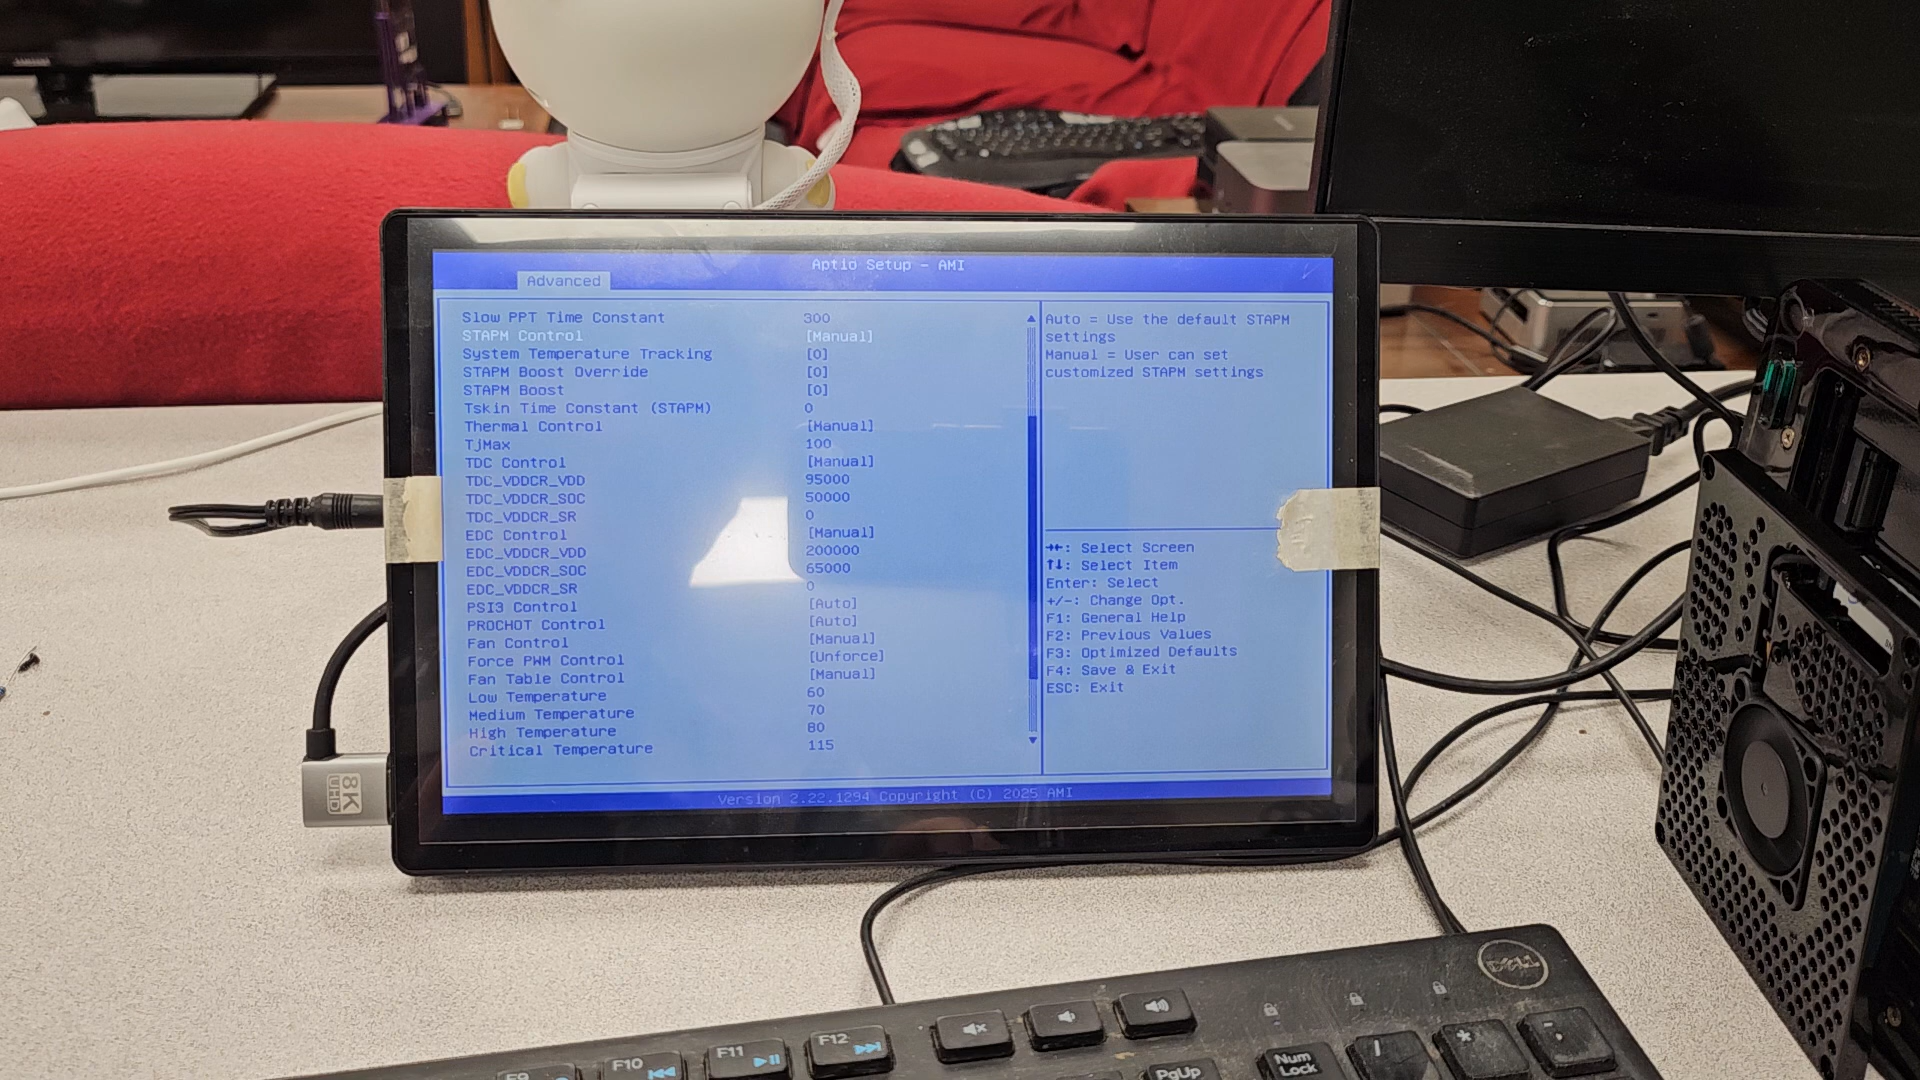 SAMSUNG
Aptio Setup - AMI
Advanced
Slow PPT Time Constant 300
STAPM Control [Manual]
System Temperature Tracking [0]
STAPM Boost Override [0]
STAPM Boost [0]
Tskin Time Constant (STAPM) 0
Thermal Control [Manual]
TjMax 100
TDC Control [Manual]
TDC_VDDCR_VDD 95000
TDC_VDDCR_SOC 50000
TDC_VDDCR_SR 0
EDC Control [Manual]
EDC_VDDCR_VDD 200000
EDC_VDDCR_SOC 65000
EDC_VDDCR_SR 0
PSI3 Control [Auto]
PROCHOT Control [Auto]
Fan Control [Manual]
Force PWM Control [Unforce]
Fan Table Control [Manual]
Low Temperature 60
Medium Temperature 70
High Temperature 80
Critical Temperature 115
Auto = Use the default STAPM
settings
Manual = User can set
customized STAPM settings
→←: Select Screen
↑↓: Select Item
Enter: Select
+/-: Change Opt.
F1: General Help
F2: Previous Values
F3: Optimized Defaults
F4: Save & Exit
ESC: Exit
Version 2.22.1294 Copyright (C) 2025 AMI
8K
UHD
DELL
F9
F10
F11
F12
PgUp
Num
Lock
/
*
-